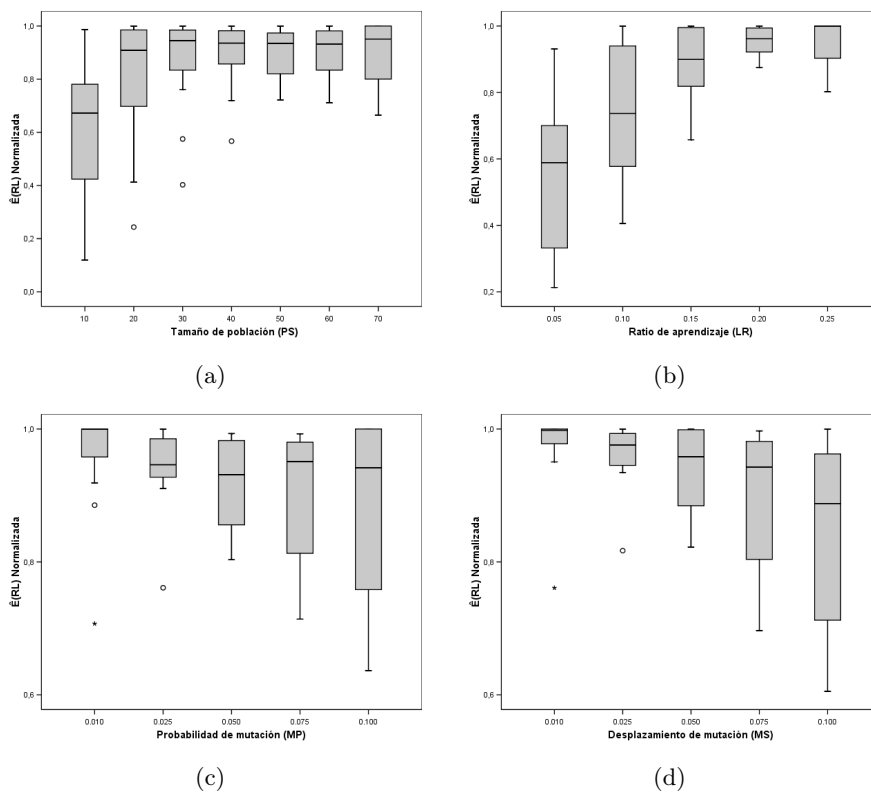 1,0
0,8
0,6
0,4
0,2
0,0
Ê(RL) Normalizada
10 20 30 40 50 60 70
Tamaño de población (PS)
(a)
1,0
0,8
0,6
0,4
0,2
Ê(RL) Normalizada
0.05 0.10 0.15 0.20 0.25
Ratio de aprendizaje (LR)
(b)
1,0
0,8
0,6
Ê(RL) Normalizada
0.010 0.025 0.050 0.075 0.100
Probabilidad de mutación (MP)
(c)
1,0
0,8
0,6
Ê(RL) Normalizada
0.010 0.025 0.050 0.075 0.100
Desplazamiento de mutación (MS)
(d)